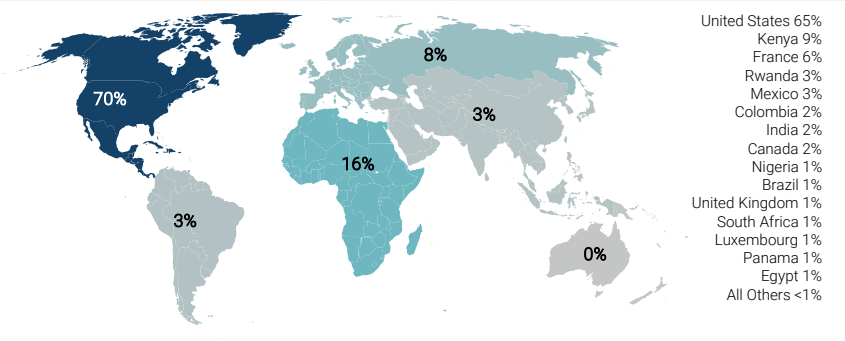 70%
8%
3%
16%
3%
0%
United States 65%
Kenya 9%
France 6%
Rwanda 3%
Mexico 3%
Colombia 2%
India 2%
Canada 2%
Nigeria 1%
Brazil 1%
United Kingdom 1%
South Africa 1%
Luxembourg 1%
Panama 1%
Egypt 1%
All Others <1%